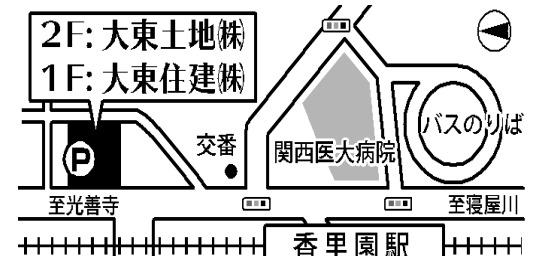 2F:大東土地㈱
1F:大東住建㈱
P
交番
関西医大病院
バスのりば
至光善寺
至寝屋川
香里園駅